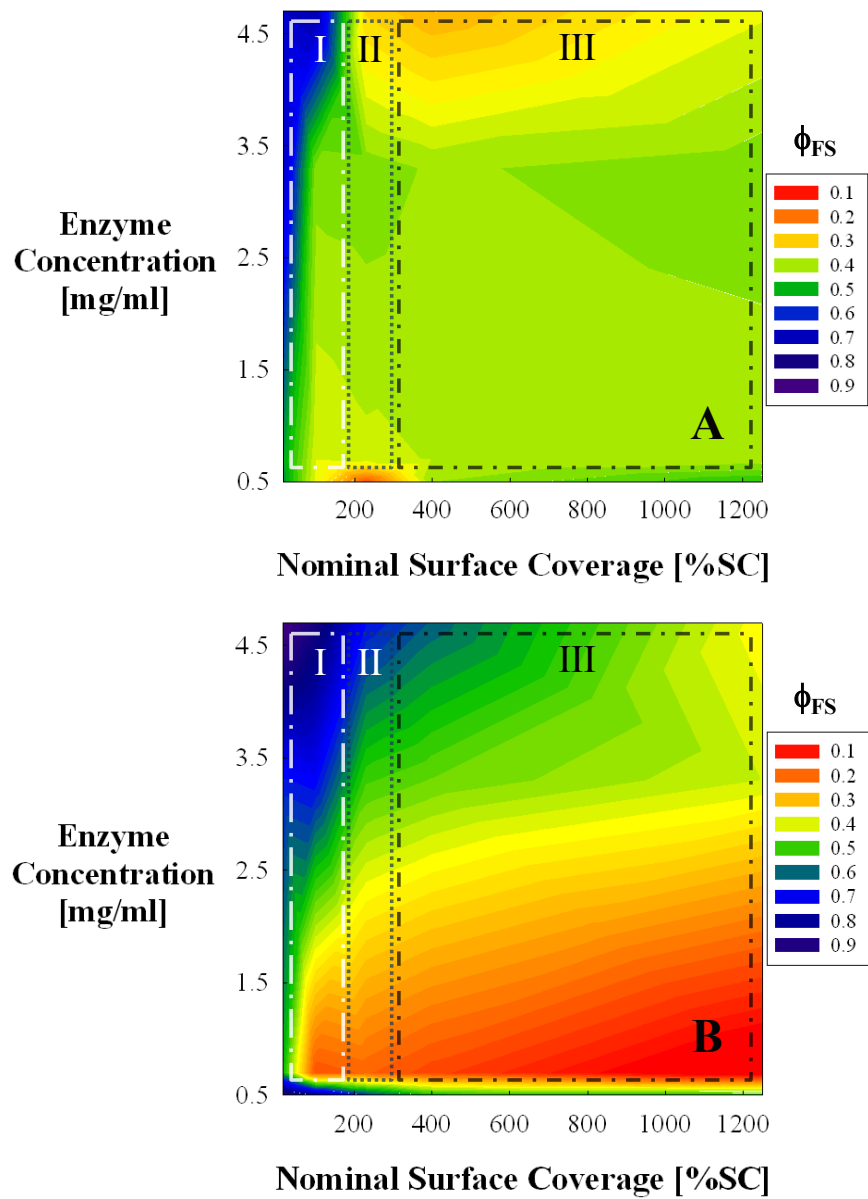 4.5
3.5
2.5
1.5
0.5
I
II
III
A
Enzyme
Concentration
[mg/ml]
200 400 600 800 1000 1200
Nominal Surface Coverage [%SC]
ϕFS
0.1
0.2
0.3
0.4
0.5
0.6
0.7
0.8
0.9
4.5
3.5
2.5
1.5
0.5
I
II
III
B
Enzyme
Concentration
[mg/ml]
200 400 600 800 1000 1200
Nominal Surface Coverage [%SC]
ϕFS
0.1
0.2
0.3
0.4
0.5
0.6
0.7
0.8
0.9